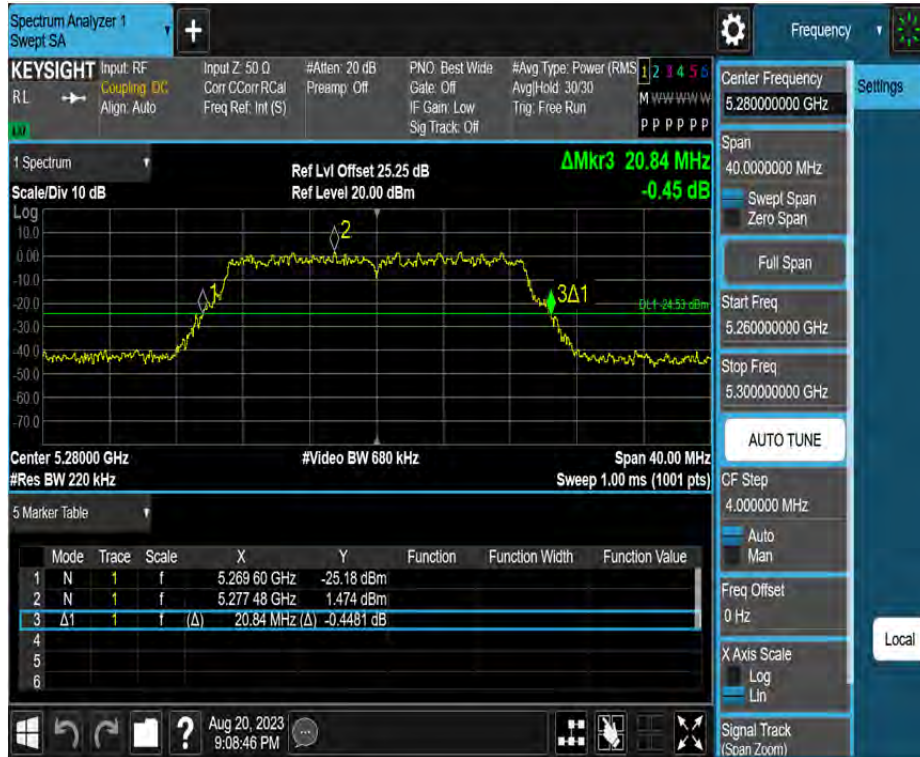 Spectrum Analyzer 1
Swept SA
+
Frequency
KEYSIGHT
RL
Input: RF
Coupling: DC
Align: Auto
Input Z: 50 Ω
Corr CCorr RCal
Freq Ref: Int (S)
#Atten: 20 dB
Preamp: Off
PNO: Best Wide
Gate: Off
IF Gain: Low
Sig Track: Off
#Avg Type: Power (RMS
Avg|Hold: 30/30
Trig: Free Run
1 2 3 4 5 6
M W W W W W
P P P P P P
1 Spectrum
Scale/Div 10 dB
Ref Lvl Offset 25.25 dB
Ref Level 20.00 dBm
ΔMkr3 20.84 MHz
-0.45 dB
Log
10.0
0.00
-10.0
-20.0
-30.0
-40.0
-50.0
-60.0
-70.0
1
2
3Δ1
DL1 -24.53 dBm
Center 5.28000 GHz
#Res BW 220 kHz
#Video BW 680 kHz
Span 40.00 MHz
Sweep 1.00 ms (1001 pts)
5 Marker Table
Mode Trace Scale X Y Function Function Width Function Value
1 N 1 f 5.269 60 GHz -25.18 dBm
2 N 1 f 5.277 48 GHz 1.474 dBm
3 Δ1 1 f (Δ) 20.84 MHz (Δ) -0.4481 dB
4
5
6
Aug 20, 2023
9:08:46 PM
Center Frequency
5.280000000 GHz
Settings
Span
40.0000000 MHz
Swept Span
Zero Span
Full Span
Start Freq
5.260000000 GHz
Stop Freq
5.300000000 GHz
AUTO TUNE
CF Step
4.000000 MHz
Auto
Man
Freq Offset
0 Hz
Local
X Axis Scale
Log
Lin
Signal Track
(Span Zoom)